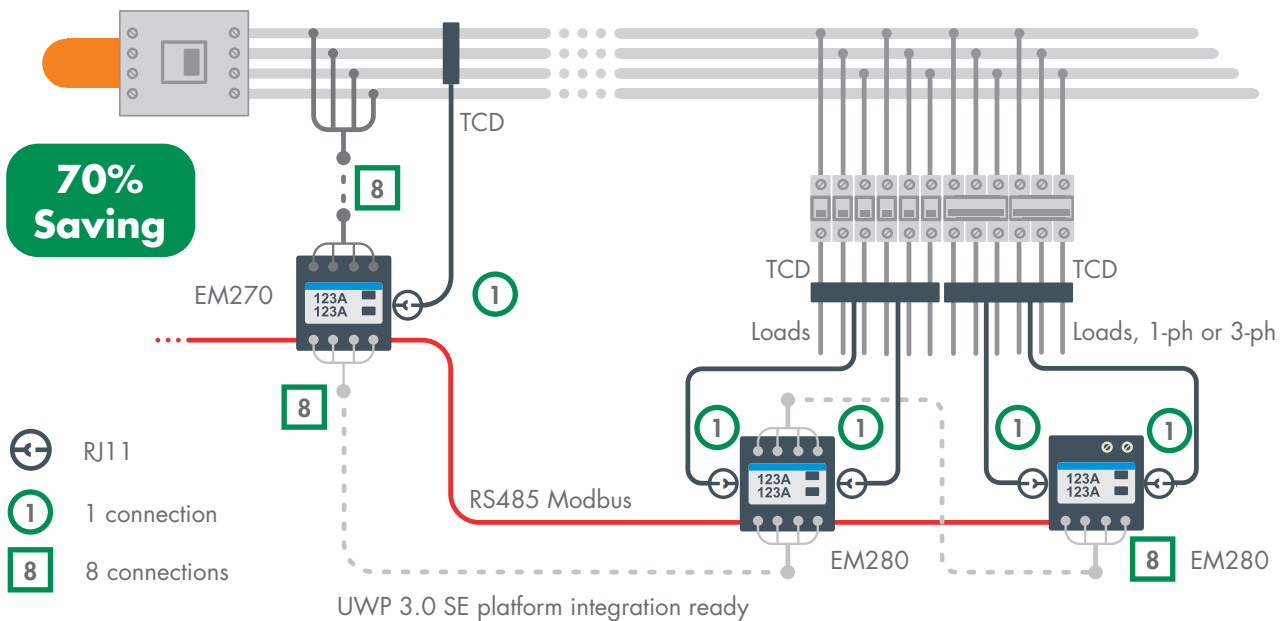 TCD
70%
Saving
8
EM270
123A
123A
1
TCD
TCD
Loads
Loads, 1-ph or 3-ph
8
1
1
1
1
RJ11
123A
123A
123A
123A
RS485 Modbus
1
1 connection
EM280
8
EM280
8
8 connections
UWP 3.0 SE platform integration ready